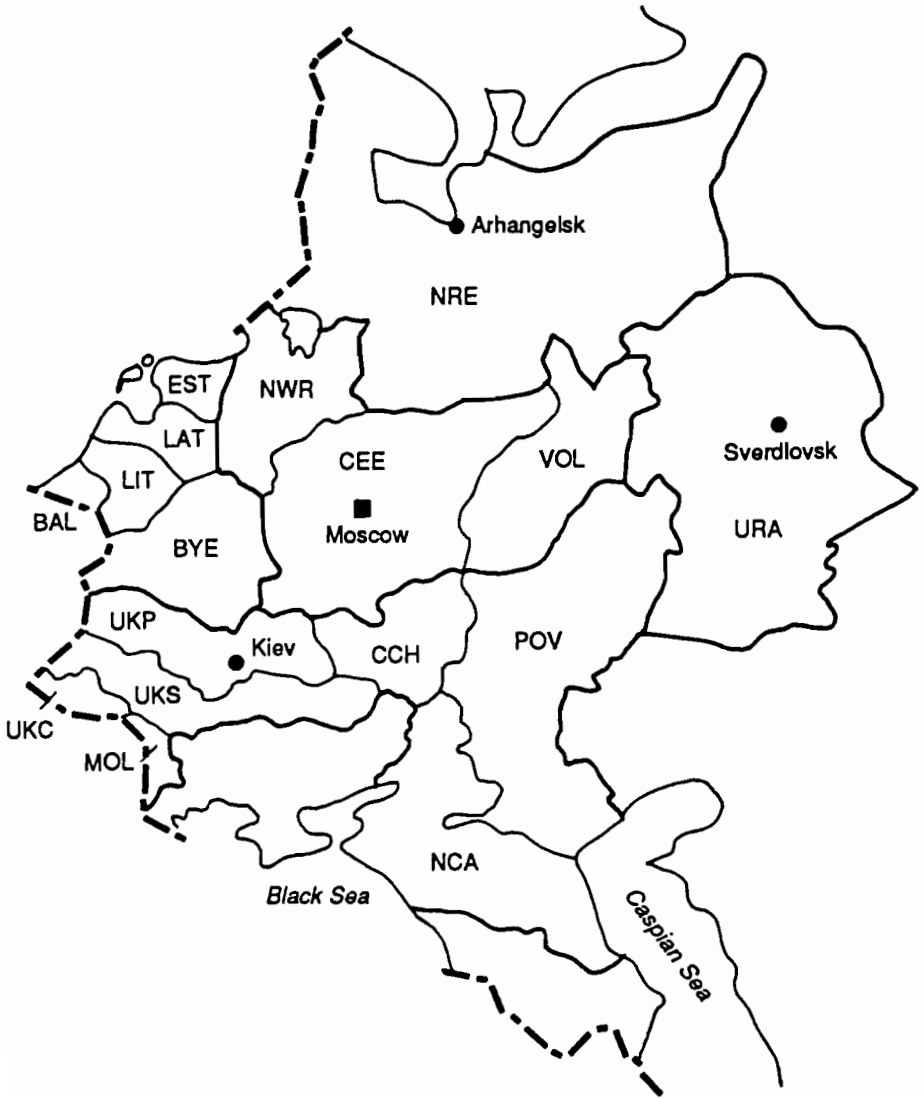 Arhangelsk
NRE
EST
NWR
LAT
CEE
VOL
Sverdlovsk
LIT
BAL
Moscow
URA
BYE
UKP
Kiev
CCH
POV
UKS
UKC
MOL
NCA
Black Sea
Caspian Sea